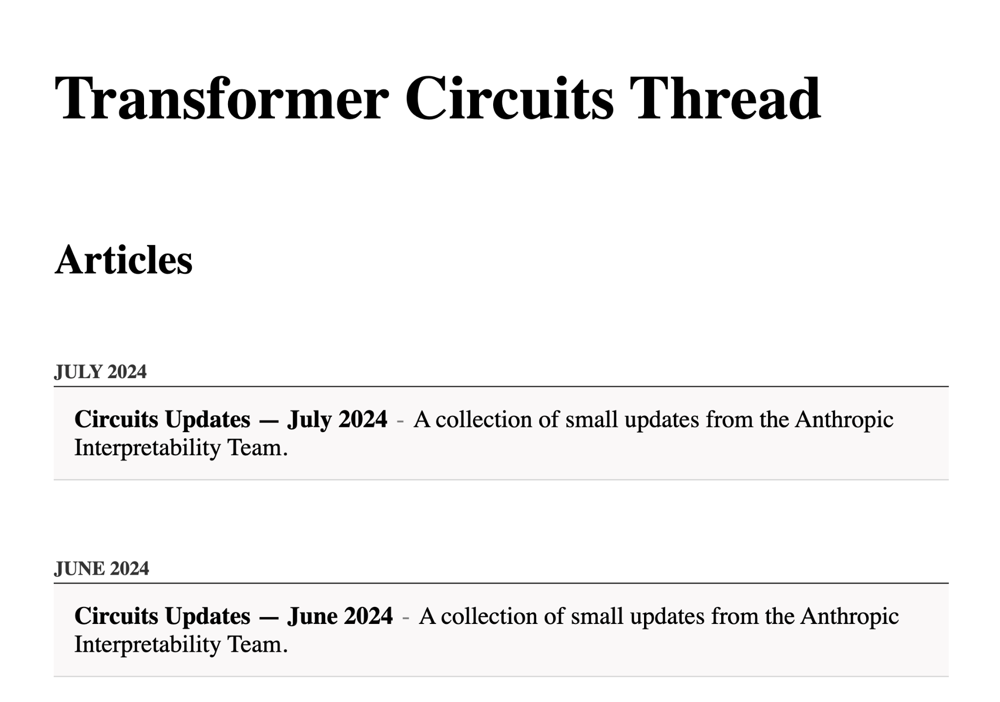 Transformer Circuits Thread
Articles
JULY 2024
Circuits Updates — July 2024 - A collection of small updates from the Anthropic
Interpretability Team.
JUNE 2024
Circuits Updates — June 2024 - A collection of small updates from the Anthropic
Interpretability Team.